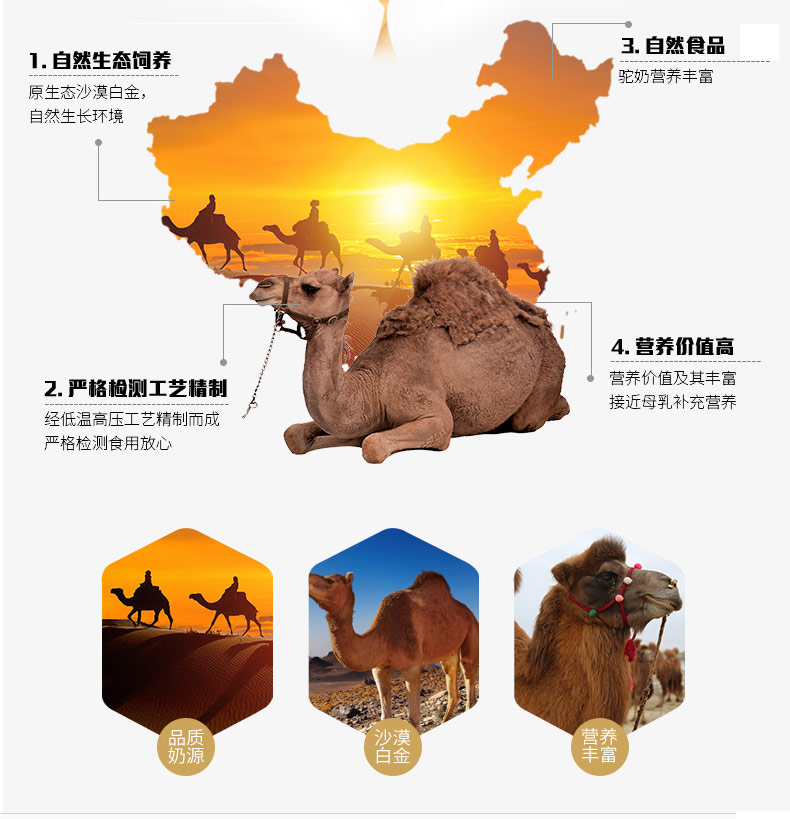 1. 自然生态饲养
原生态沙漠白金，
自然生长环境
3. 自然食品
驼奶营养丰富
2. 严格检测工艺精制
经低温高压工艺精制而成
严格检测食用放心
4. 营养价值高
营养价值及其丰富
接近母乳补充营养
品质
奶源
沙漠
白金
营养
丰富